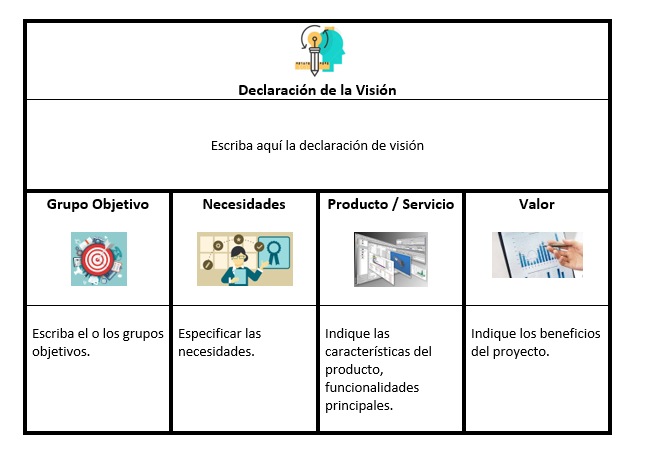 Declaración de la Visión
Escriba aquí la declaración de visión
Grupo Objetivo
Necesidades
Producto / Servicio
Valor
Escriba el o los grupos
objetivos.
Especificar las
necesidades.
Indique las
características del
producto,
funcionalidades
principales.
Indique los beneficios
del proyecto.